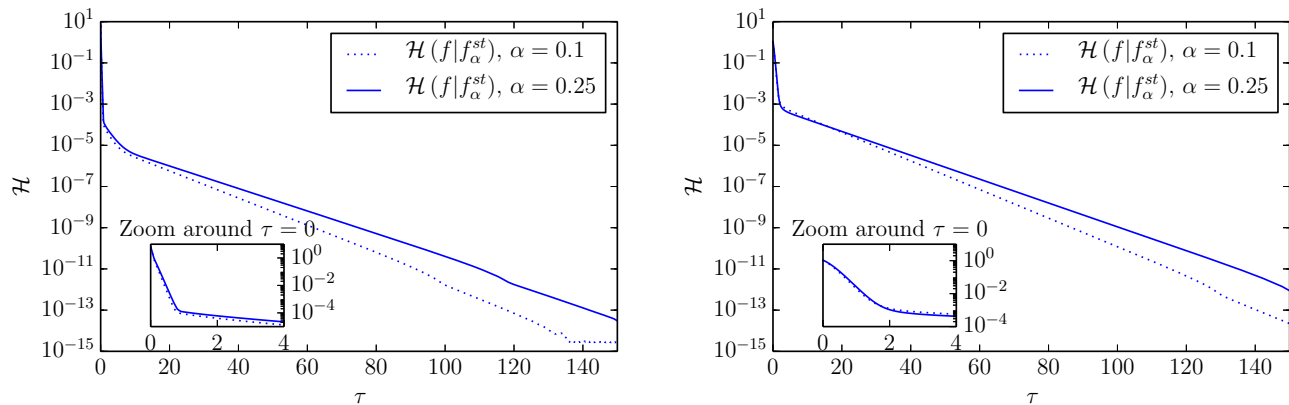 10^1
10^{-1}
10^{-3}
10^{-5}
10^{-7}
10^{-9}
10^{-11}
10^{-13}
10^{-15}
ℋ
ℋ(f|f_α^{st}), α = 0.1
ℋ(f|f_α^{st}), α = 0.25
Zoom around τ = 0
10^0
10^{-2}
10^{-4}
0 2 4
0 20 40 60 80 100 120 140
τ
10^1
10^{-1}
10^{-3}
10^{-5}
10^{-7}
10^{-9}
10^{-11}
10^{-13}
10^{-15}
ℋ
ℋ(f|f_α^{st}), α = 0.1
ℋ(f|f_α^{st}), α = 0.25
Zoom around τ = 0
10^0
10^{-2}
10^{-4}
0 2 4
0 20 40 60 80 100 120 140
τ